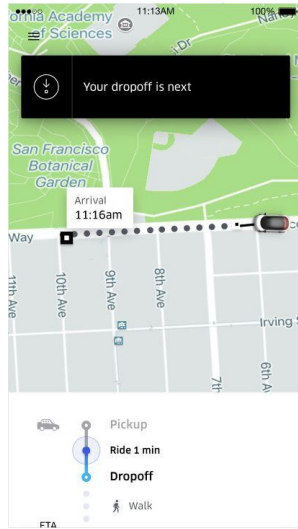 ornia Academy
of Sciences
11:13AM
100%
Dr
Your dropoff is next
San Francisco
Botanical
Garden
Arrival
11:16am
Way
11th Ave
10th Ave
9th Ave
8th Ave
7th
6th A
Irving
Pickup
Ride 1 min
Dropoff
Walk
ETA